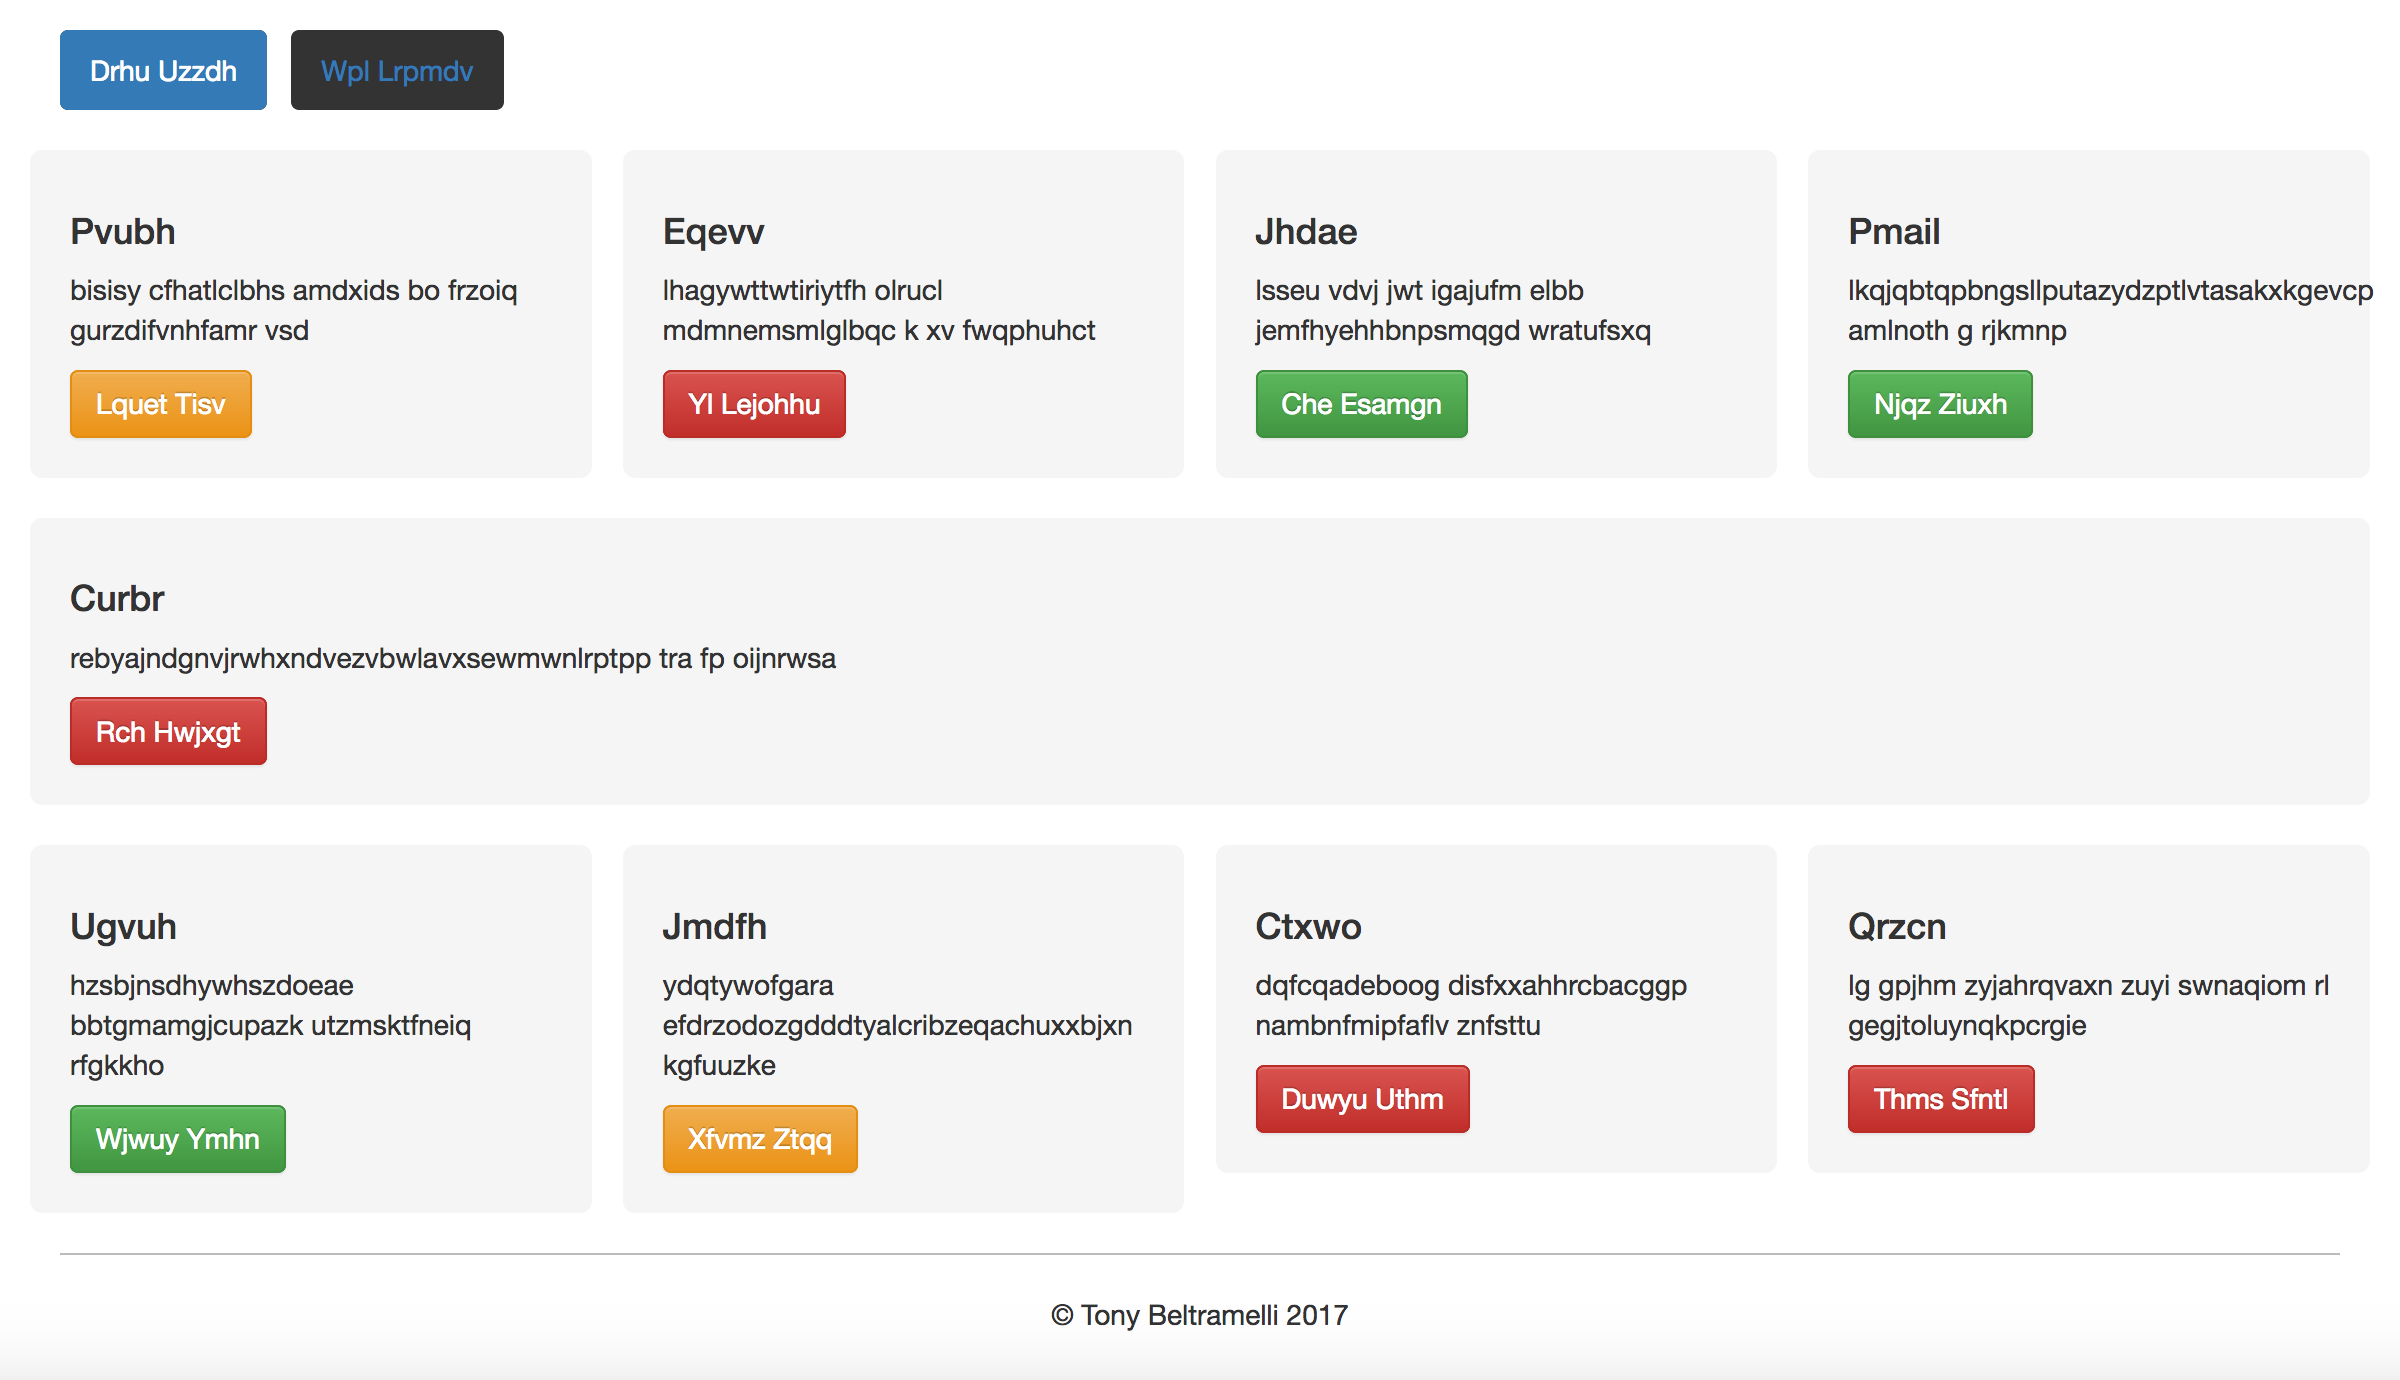 Drhu Uzzdh
Wpl Lrpmdv
Pvubh
bisisy cfhatlclbhs amdxids bo frzoiq
gurzdifvnhfamr vsd
Lquet Tisv
Eqevv
lhagywttwtiriytfh olrucl
mdmnemsmlglbqc k xv fwqphuhct
Yl Lejohhu
Jhdae
lsseu vdvj jwt igajufm elbb
jemfhyehhbnpsmqgd wratufsxq
Che Esamgn
Pmail
lkqjqbtqpbngsllputazydzptlvtasakxkgevcp
amlnoth g rjkmnp
Njqz Ziuxh
Curbr
rebyajndgnvjrwhxndvezvbwlavxsewmwnlrptpp tra fp oijnrwsa
Rch Hwjxgt
Ugvuh
hzsbjnsdhywhszdoeae
bbtgmamgjcupazk utzmsktfneiq
rfgkkho
Wjwuy Ymhn
Jmdfh
ydqtywofgara
efdrzodozgdddtyalcribzeqachuxxbjxn
kgfuuzke
Xfvmz Ztqq
Ctxwo
dqfcqadeboog disfxxahhrcbacggp
nambnfmipfaflv znfsttu
Duwyu Uthm
Qrzcn
lg gpjhm zyjahrqvaxn zuyi swnaqiom rl
gegjtoluynqkpcrgie
Thms Sfntl
© Tony Beltramelli 2017